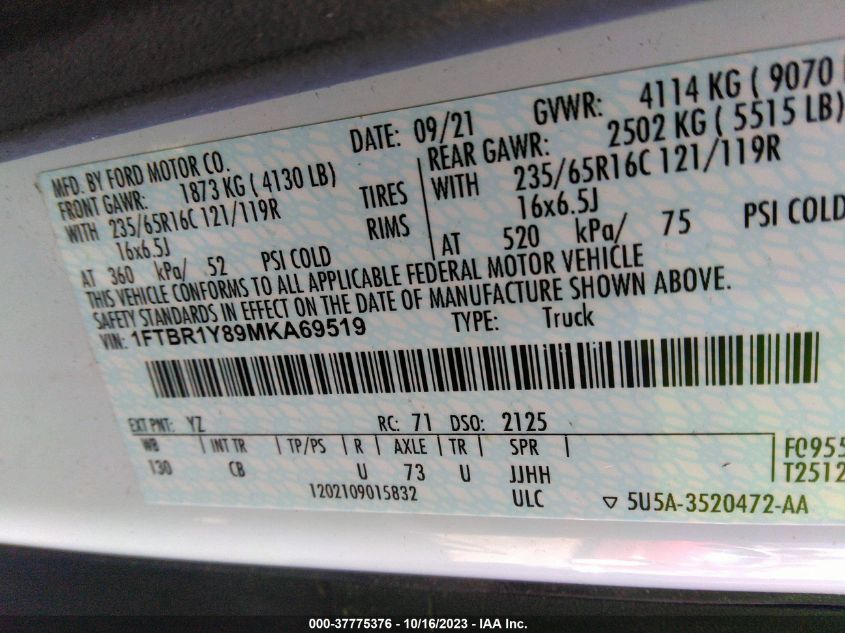 MFD. BY FORD MOTOR CO.
DATE: 09/21 GVWR: 4114 KG ( 9070
FRONT GAWR: 1873 KG ( 4130 LB)
REAR GAWR: 2502 KG ( 5515 LB)
WITH 235/65R16C 121/119R TIRES
WITH 235/65R16C 121/119R
16x6.5J RIMS
16x6.5J
AT 360 kPa/ 52 PSI COLD
AT 520 kPa/ 75 PSI COLD
THIS VEHICLE CONFORMS TO ALL APPLICABLE FEDERAL MOTOR VEHICLE
SAFETY STANDARDS IN EFFECT ON THE DATE OF MANUFACTURE SHOWN ABOVE.
VIN: 1FTBR1Y89MKA69519 TYPE: Truck
EXT PNT: YZ RC: 71 DSO: 2125
WB | INT TR | TP/PS | R | AXLE | TR | SPR |
130 CB U 73 U JJHH
1202109015832 ULC
FC955
T2512
▽ 5U5A-3520472-AA
000-37775376 - 10/16/2023 - IAA Inc.